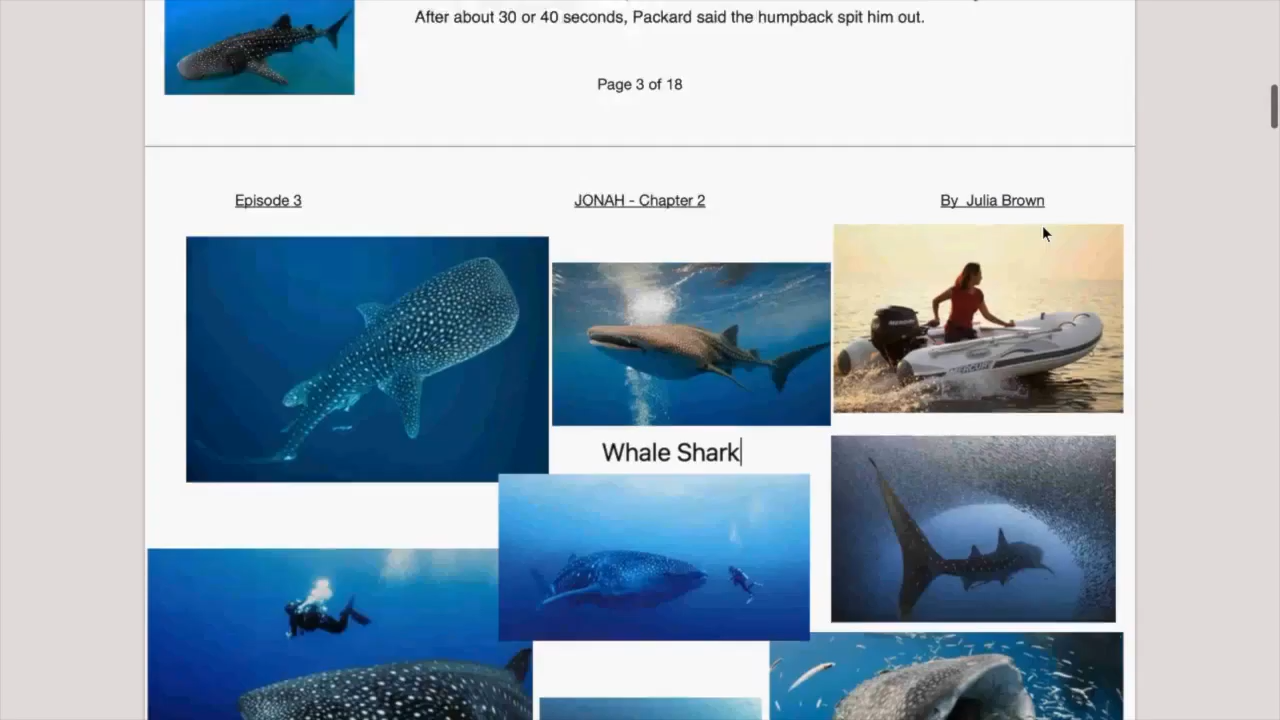 After about 30 or 40 seconds, Packard said the humpback spit him out.
Page 3 of 18
Episode 3
JONAH - Chapter 2
By Julia Brown
MERCURY
Whale Shark